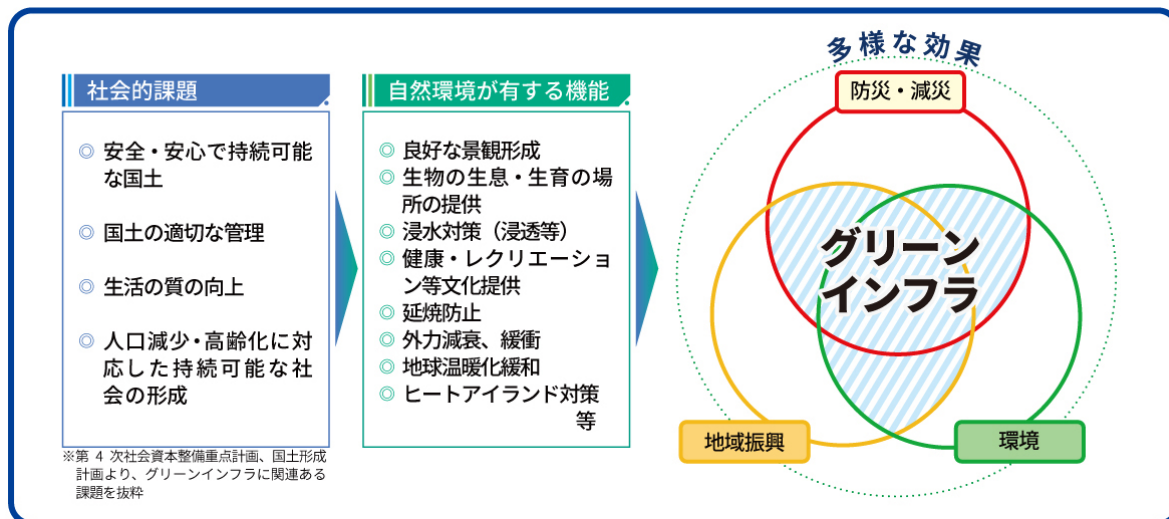 社会的課題
◎ 安全・安心で持続可能
な国土
◎ 国土の適切な管理
◎ 生活の質の向上
◎ 人口減少・高齢化に対
応した持続可能な社
会の形成
※第 4 次社会資本整備重点計画、国土形成
計画より、グリーンインフラに関連ある
課題を抜粋
自然環境が有する機能
◎ 良好な景観形成
◎ 生物の生息・生育の場
所の提供
◎ 浸水対策（浸透等）
◎ 健康・レクリエーショ
ン等文化提供
◎ 延焼防止
◎ 外力減衰、緩衝
◎ 地球温暖化緩和
◎ ヒートアイランド対策
等
多様な効果
防災・減災
グリーン
インフラ
地域振興
環境